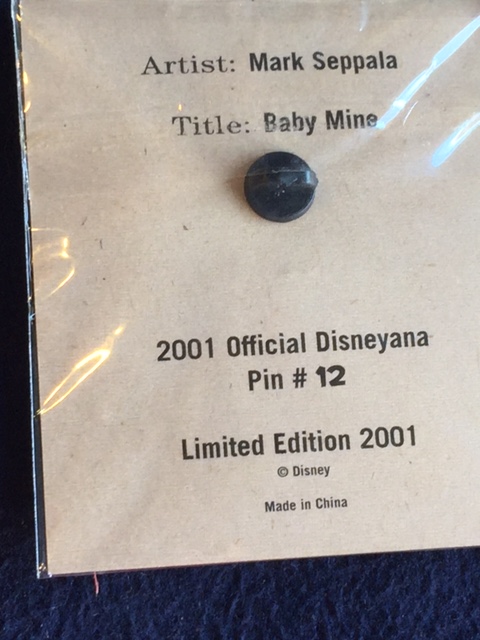 Artist: Mark Seppala
Title: Baby Mine
2001 Official Disneyana
Pin # 12
Limited Edition 2001
© Disney
Made in China